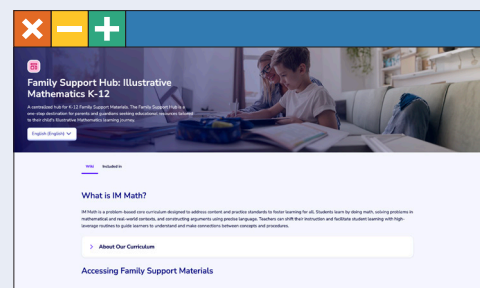 Family Support Hub: Illustrative
Mathematics K-12
A centralized hub for K-12 Family Support Materials. The Family Support Hub is a
one-stop destination for parents and guardians seeking educational resources tailored
to their child's Illustrative Mathematics learning journey.
English (English)
Wiki Included in
What is IM Math?
IM Math is a problem-based core curriculum designed to address content and practice standards to foster learning for all. Students learn by doing math, solving problems in
mathematical and real-world contexts, and constructing arguments using precise language. Teachers can shift their instruction and facilitate student learning with high-
leverage routines to guide learners to understand and make connections between concepts and procedures.
About Our Curriculum
Accessing Family Support Materials